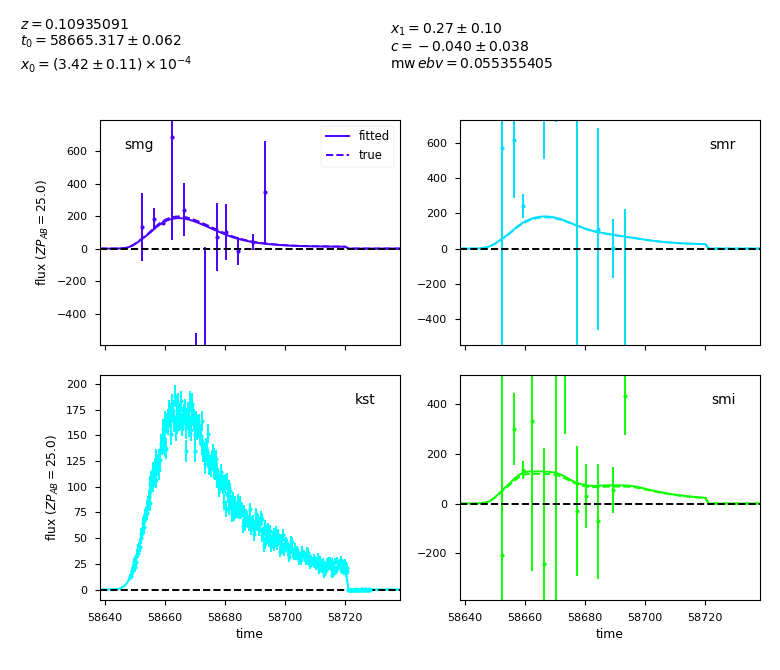 z = 0.10935091
t₀ = 58665.317 ± 0.062
x₀ = (3.42 ± 0.11) × 10⁻⁴
x₁ = 0.27 ± 0.10
c = −0.040 ± 0.038
mw ebv = 0.055355405
smg
fitted
true
600
400
200
0
−200
−400
flux (ZP_AB = 25.0)
smr
600
400
200
0
−200
−400
kst
200
175
150
125
100
75
50
25
0
flux (ZP_AB = 25.0)
58640 58660 58680 58700 58720
time
smi
400
200
0
−200
58640 58660 58680 58700 58720
time